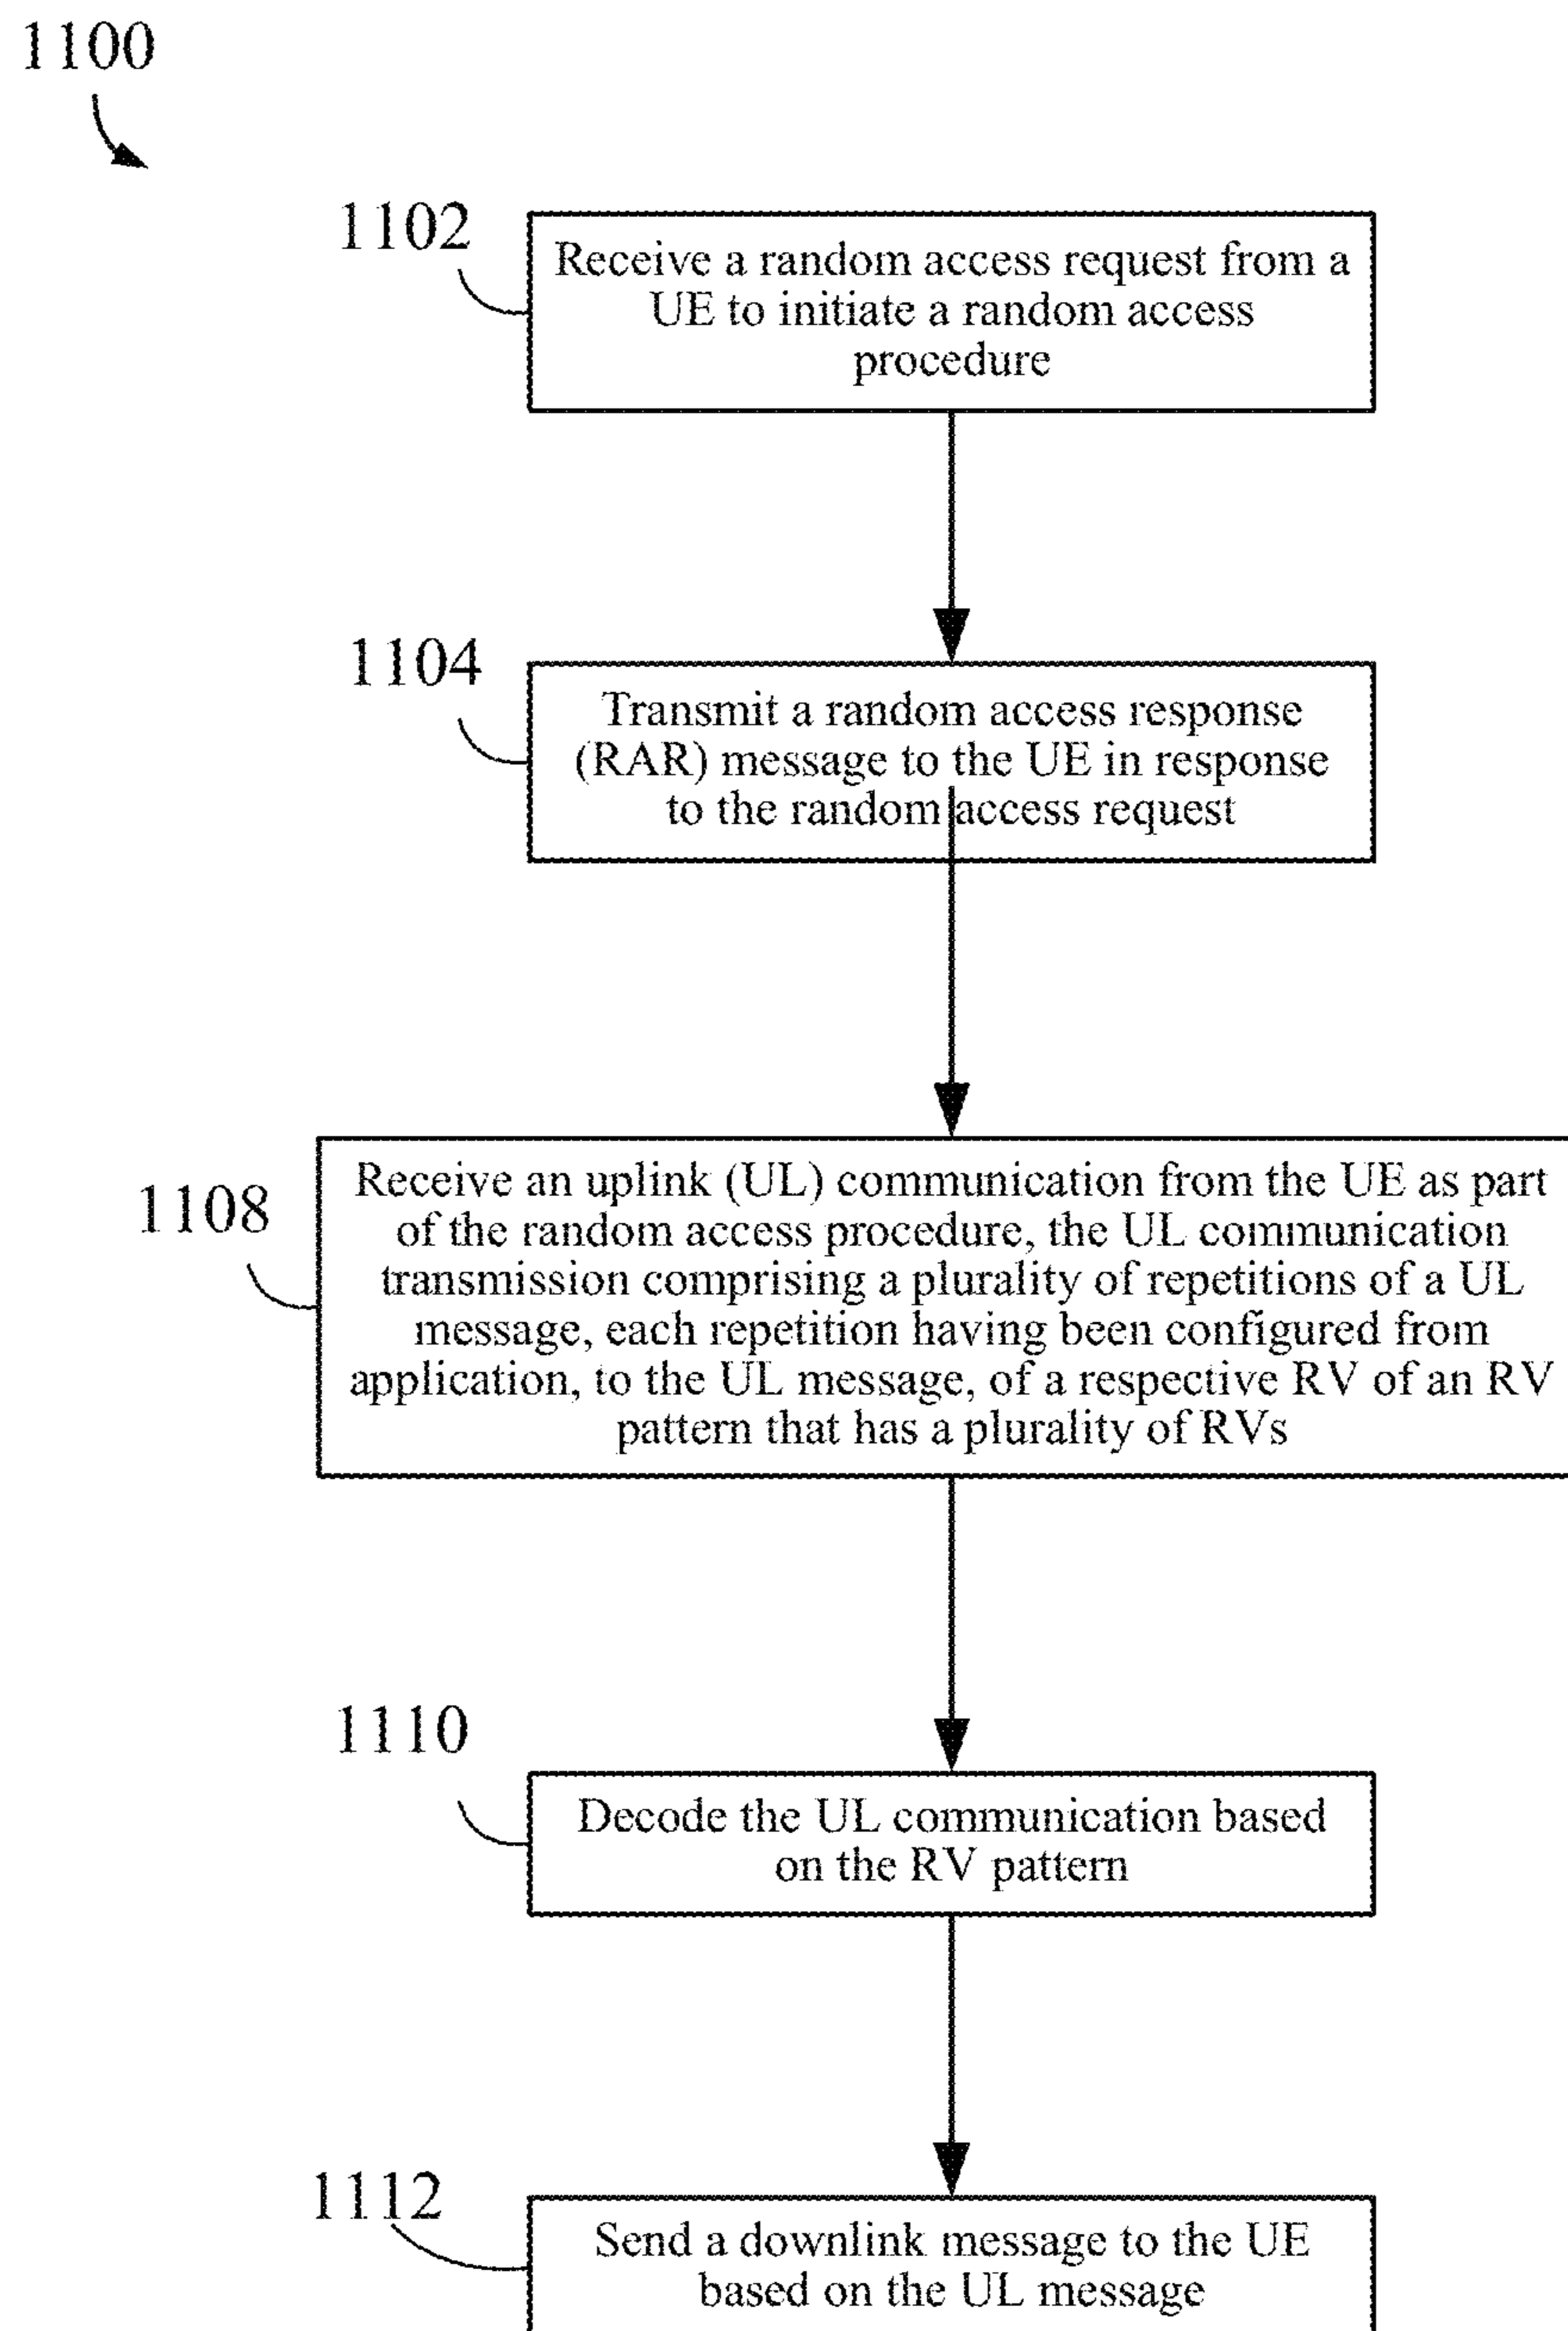 1100
1102
Receive a random access request from a
UE to initiate a random access
procedure
1104
Transmit a random access response
(RAR) message to the UE in response
to the random access request
1108
Receive an uplink (UL) communication from the UE as part
of the random access procedure, the UL communication
transmission comprising a plurality of repetitions of a UL
message, each repetition having been configured from
application, to the UL message, of a respective RV of an RV
pattern that has a plurality of RVs
1110
Decode the UL communication based
on the RV pattern
1112
Send a downlink message to the UE
based on the UL message